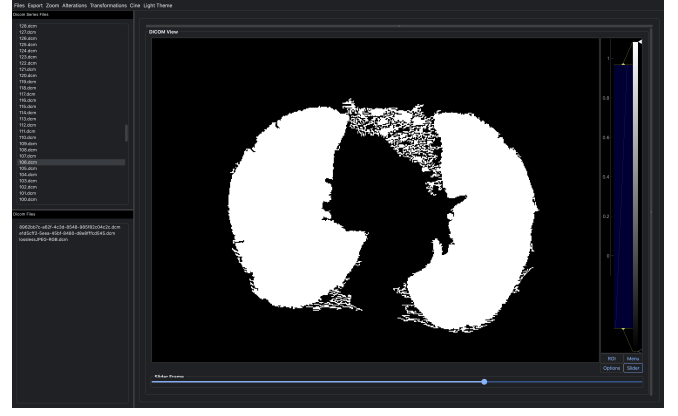 Files Export Zoom Alterations Transformations Cine Light Theme
Dicom Series Files
128.dcm
127.dcm
126.dcm
125.dcm
124.dcm
123.dcm
122.dcm
121.dcm
120.dcm
119.dcm
118.dcm
117.dcm
116.dcm
115.dcm
114.dcm
113.dcm
112.dcm
111.dcm
110.dcm
109.dcm
108.dcm
107.dcm
106.dcm
105.dcm
104.dcm
103.dcm
102.dcm
101.dcm
100.dcm
Dicom Files
losslessJPEG-RGB.dcm
DICOM View
1
0.8
0.6
0.4
0.2
0
ROI Menu
Options Slider
Slider Frame